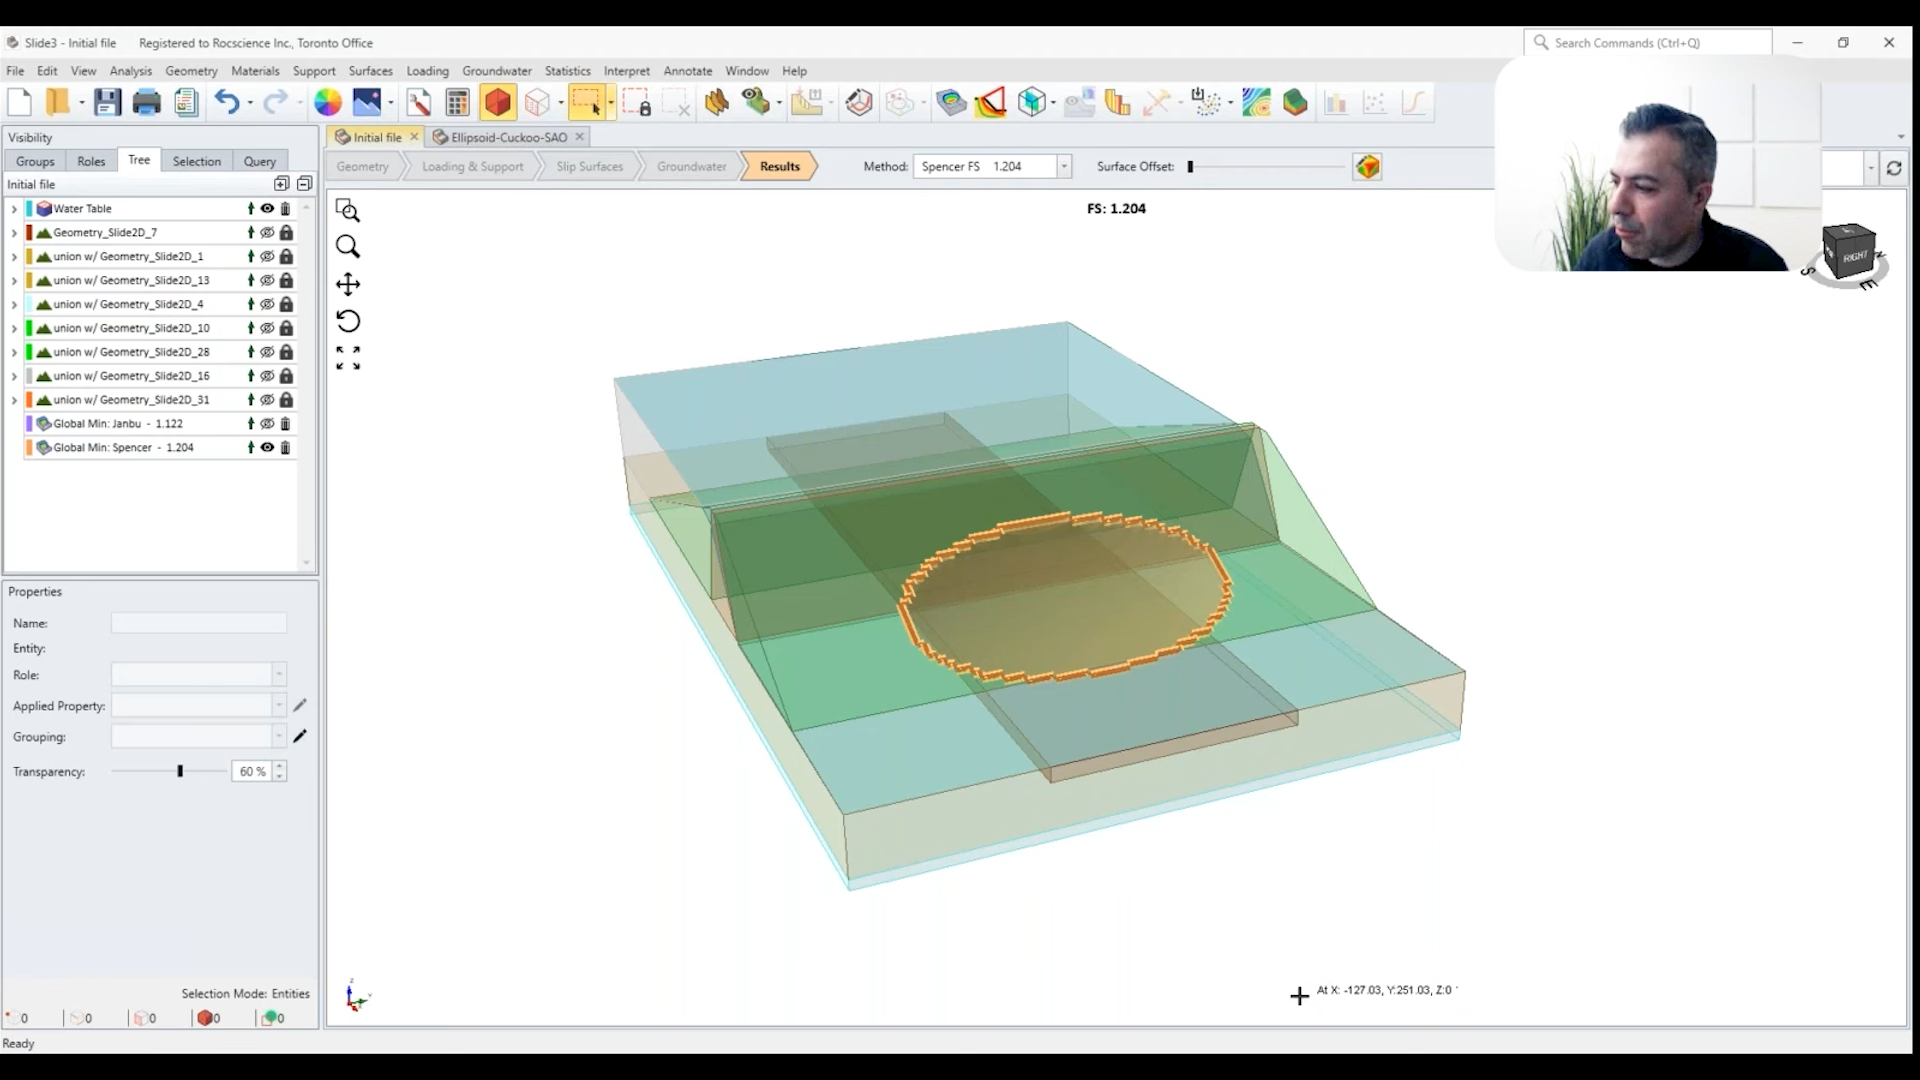 Slide3 - Initial file Registered to Rocscience Inc., Toronto Office
Search Commands (Ctrl+Q)
File Edit View Analysis Geometry Materials Support Surfaces Loading Groundwater Statistics Interpret Annotate Window Help
Visibility
Initial file Ellipsoid-Cuckoo-SAO
Groups Roles Tree Selection Query
Geometry Loading & Support Slip Surfaces Groundwater Results
Method: Spencer FS 1.204 Surface Offset:
Initial file
FS: 1.204
Water Table
Geometry_Slide2D_7
union w/ Geometry_Slide2D_1
union w/ Geometry_Slide2D_13
union w/ Geometry_Slide2D_4
union w/ Geometry_Slide2D_10
union w/ Geometry_Slide2D_28
union w/ Geometry_Slide2D_16
union w/ Geometry_Slide2D_31
Global Min: Janbu - 1.122
Global Min: Spencer - 1.204
RIGHT
S
E
Properties
Name:
Entity:
Role:
Applied Property:
Grouping:
Transparency: 60 %
Selection Mode: Entities
At X: -127.03, Y:251.03, Z:0
0 0 0 0 0
Ready